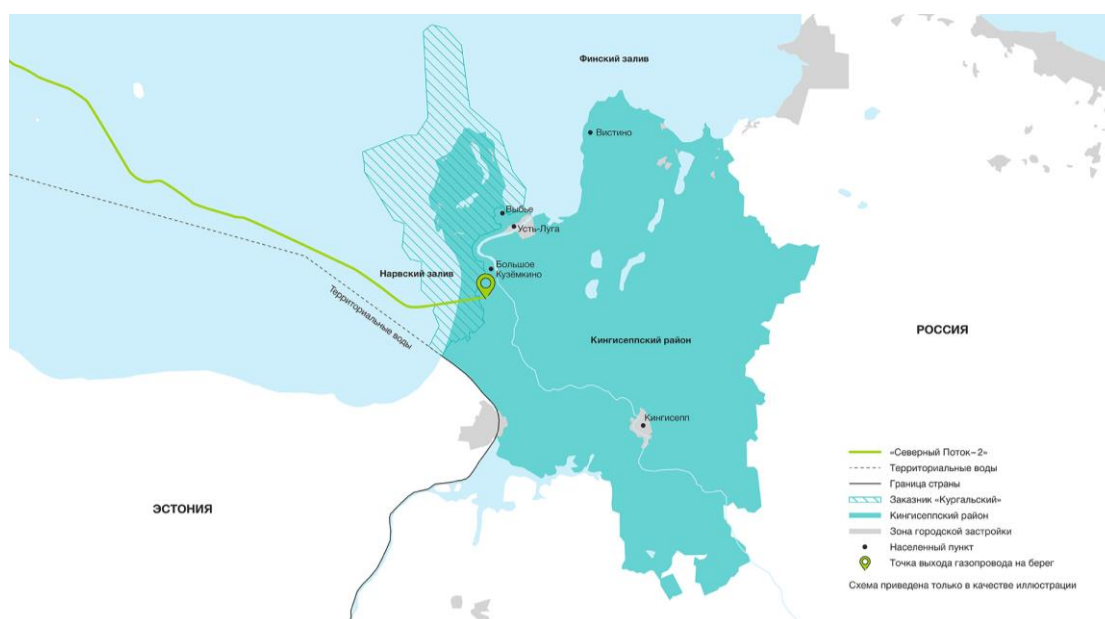 Финский залив
Вистино
Выбье
Усть-Луга
Большое
Кузёмкино
Нарвский залив
Территориальные воды
Кингисеппский район
РОССИЯ
Кингисепп
ЭСТОНИЯ
«Северный Поток–2»
Территориальные воды
Граница страны
Заказник «Кургальский»
Кингисеппский район
Зона городской застройки
Населенный пункт
Точка выхода газопровода на берег
Схема приведена только в качестве иллюстрации